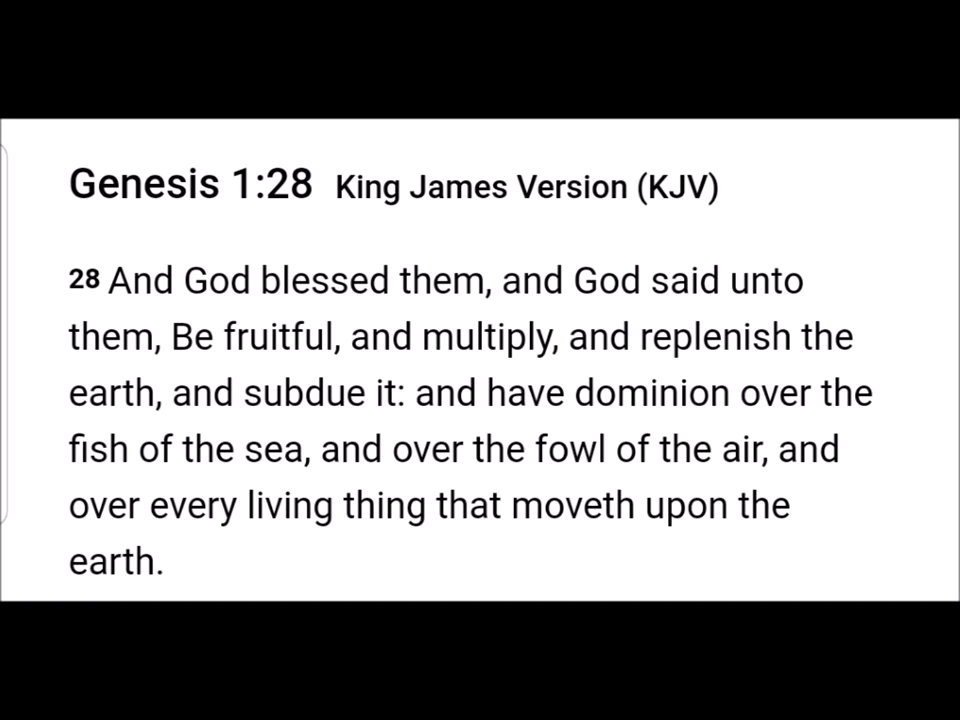 Genesis 1:28 King James Version (KJV)
28 And God blessed them, and God said unto
them, Be fruitful, and multiply, and replenish the
earth, and subdue it: and have dominion over the
fish of the sea, and over the fowl of the air, and
over every living thing that moveth upon the
earth.